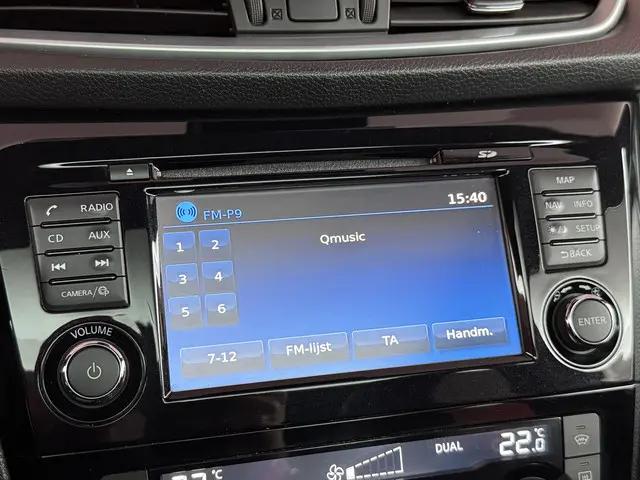 SD
RADIO
CD AUX
CAMERA/
VOLUME
FM-P9
15:40
Qmusic
1 2
3 4
5 6
7-12 FM-lijst TA Handm.
MAP
NAV INFO
SETUP
BACK
ENTER
DUAL 22.0 °C
°C